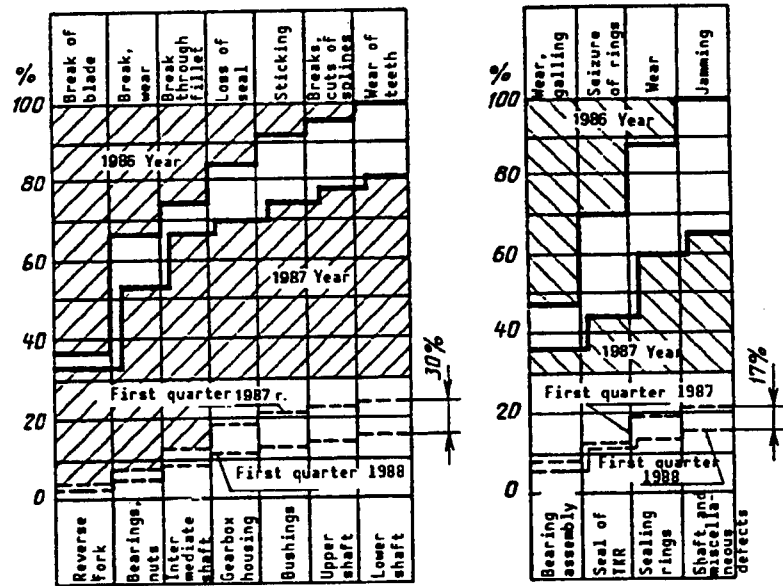 Break of
blade
Break,
wear
Break
through
fillet
Loss of
seal
Sticking
Breaks,
cuts of
splines
Wear of
teeth
%
100
80
60
40
20
0
1986 Year
1987 Year
First quarter 1987 r.
First quarter 1988
30%
Reverse
fork
Bearings,
nuts
Inter
mediate
shaft
Gearbox
housing
Bushings
Upper
shaft
Lower
shaft
Wear,
galling
Seizure
of rings
Wear
Jamming
%
100
80
60
40
20
0
1986 Year
1987 Year
First quarter 1987
First quarter
1988
17%
Bearing
assembly
Seal of
TKR
Sealing
rings
Shaft and
miscella-
neous
defects